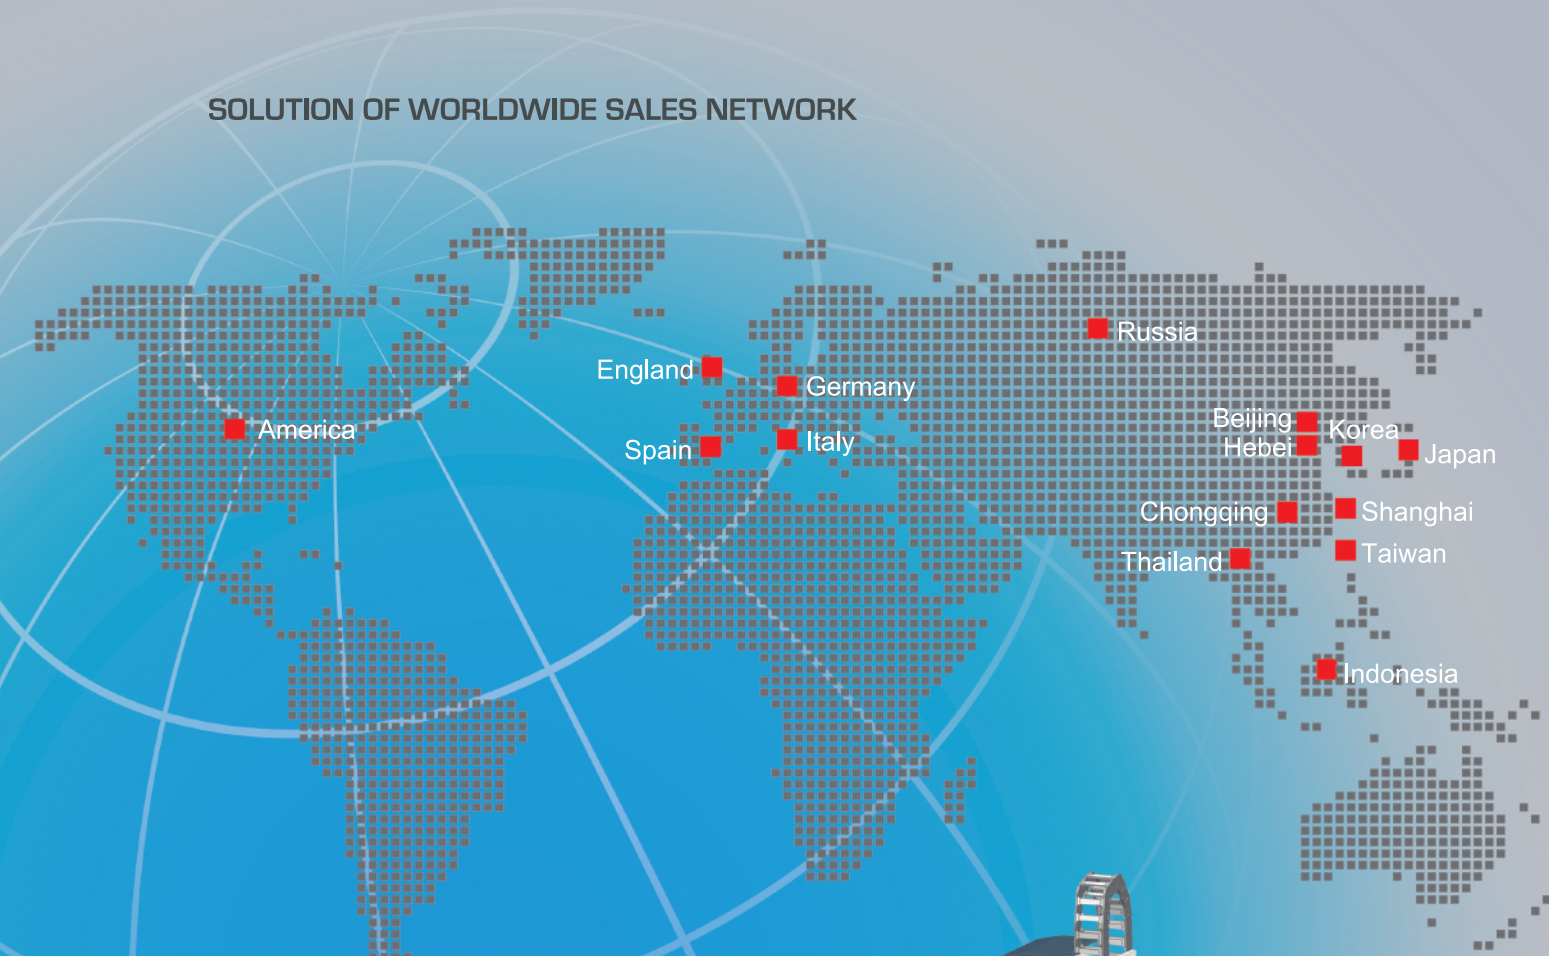 SOLUTION OF WORLDWIDE SALES NETWORK
Russia
England
Germany
America
Spain
Italy
Beijing
Korea
Hebei
Japan
Chongqing
Shanghai
Thailand
Taiwan
Indonesia